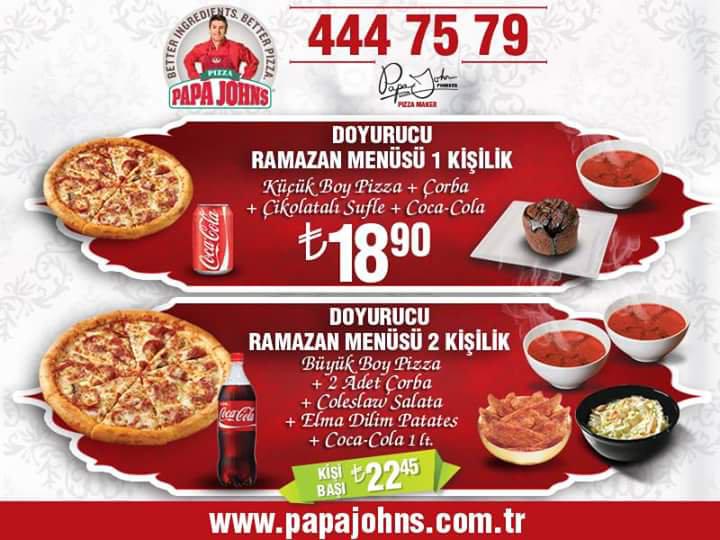 BETTER INGREDIENTS. BETTER PIZZA.
PIZZA
PAPA JOHNS
444 75 79
Papa John
PIZZA MAKER
DOYURUCU
RAMAZAN MENÜSÜ 1 KİŞİLİK
Küçük Boy Pizza + Çorba
+ Çikolatalı Sufle + Coca-Cola
₺18.90
Coca-Cola
DOYURUCU
RAMAZAN MENÜSÜ 2 KİŞİLİK
Büyük Boy Pizza
+ 2 Adet Çorba
+ Coleslaw Salata
+ Elma Dilim Patates
+ Coca-Cola 1 lt.
Coca-Cola
KİŞİ
BAŞI ₺22.45
www.papajohns.com.tr